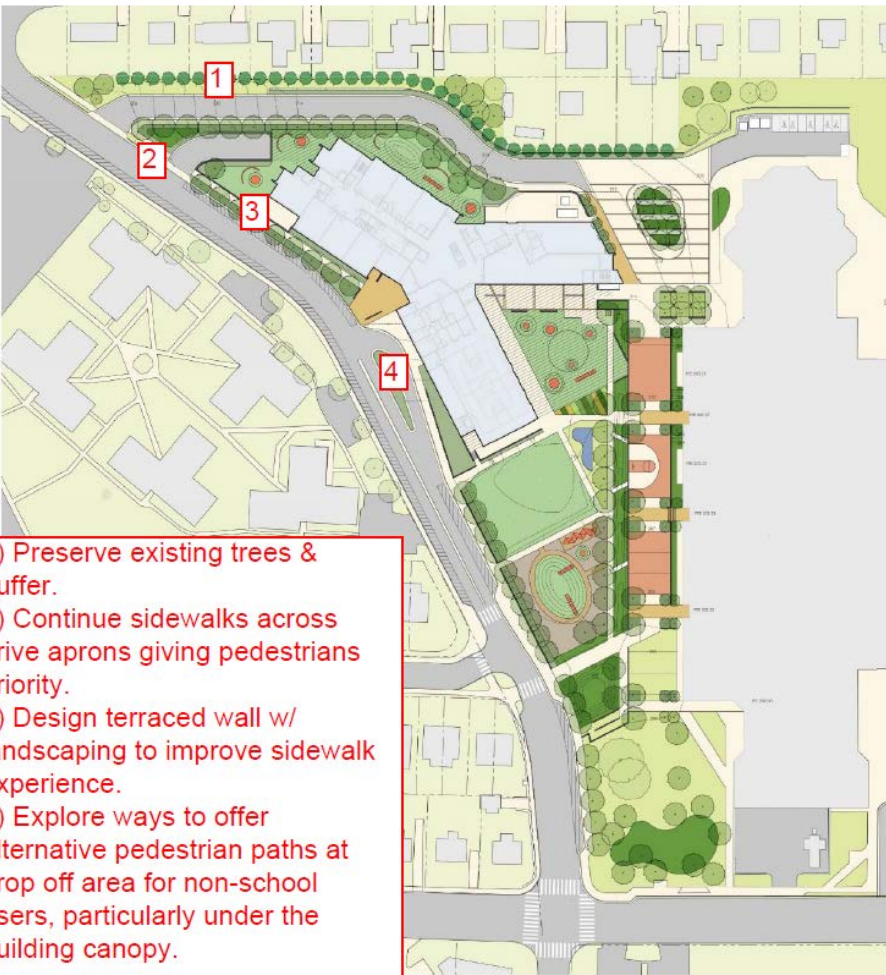 1
2
3
4
) Preserve existing trees &
uffer.
) Continue sidewalks across
rive aprons giving pedestrians
riority.
) Design terraced wall w/
andscaping to improve sidewalk
xperience.
) Explore ways to offer
lternative pedestrian paths at
rop off area for non-school
sers, particularly under the
uilding canopy.